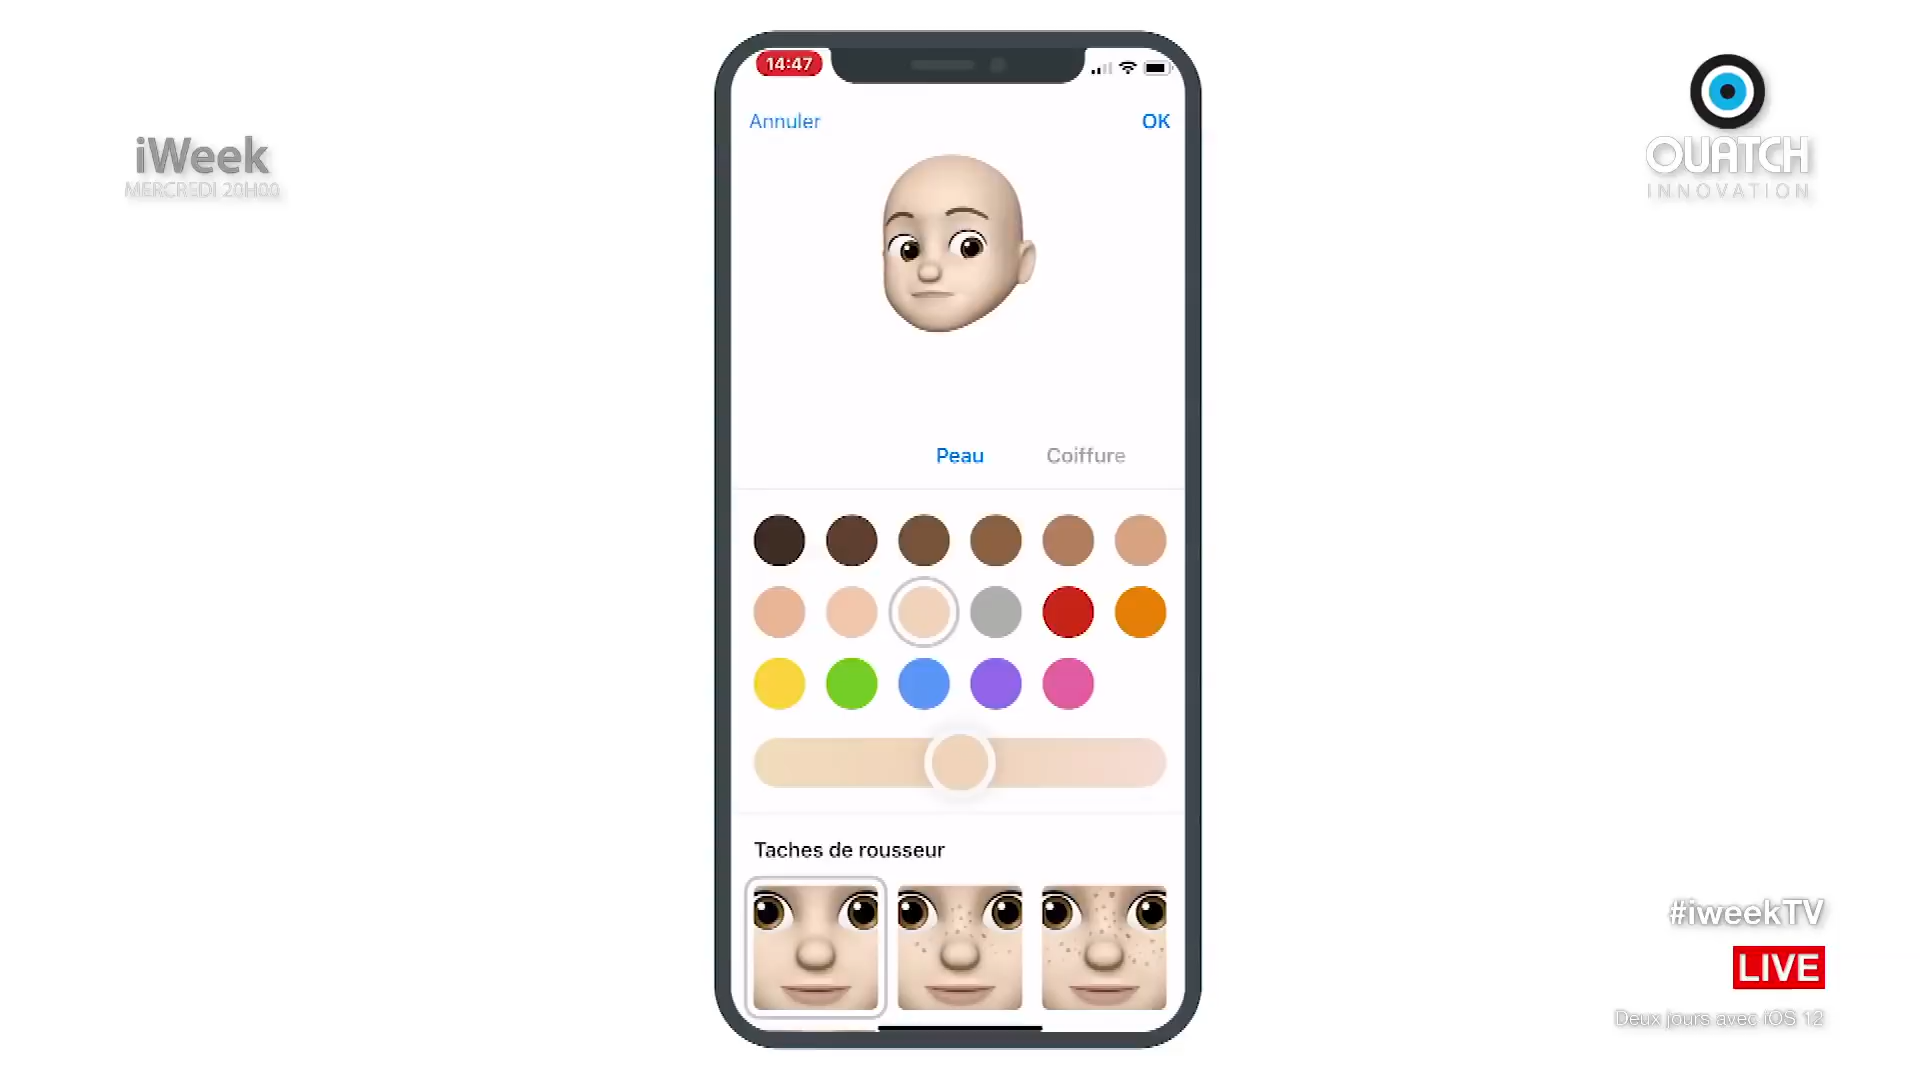 14:47
iWeek
MERCREDI 20H00
OUATCH
INNOVATION
Annuler
OK
Peau
Coiffure
Taches de rousseur
#iweekTV
LIVE
Deux jours avec iOS 12